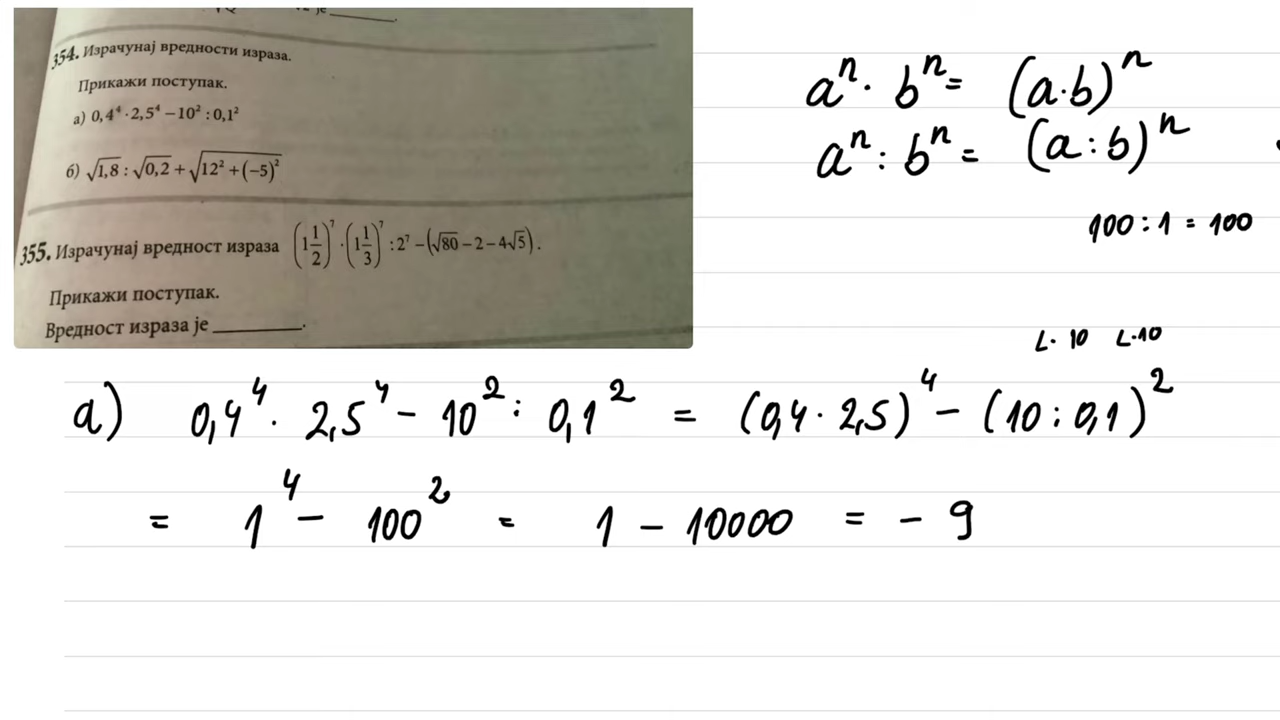 је ______.
354. Израчунај вредности израза.
Прикажи поступак.
а) 0,4⁴ · 2,5⁴ − 10² : 0,1²
б) √1,8 : √0,2 + √(12² + (−5)²)
355. Израчунај вредност израза (1 1/2)⁷ · (1 1/3)⁷ : 2⁷ − (√80 − 2 − 4√5).
Прикажи поступак.
Вредност израза је ______.
aⁿ · bⁿ = (a·b)ⁿ
aⁿ : bⁿ = (a : b)ⁿ
100 : 1 = 100
∟· 10 ∟·10
a) 0,4⁴ · 2,5⁴ − 10² : 0,1² = (0,4 · 2,5)⁴ − (10 : 0,1)²
= 1⁴ − 100² = 1 − 10000 = − 9